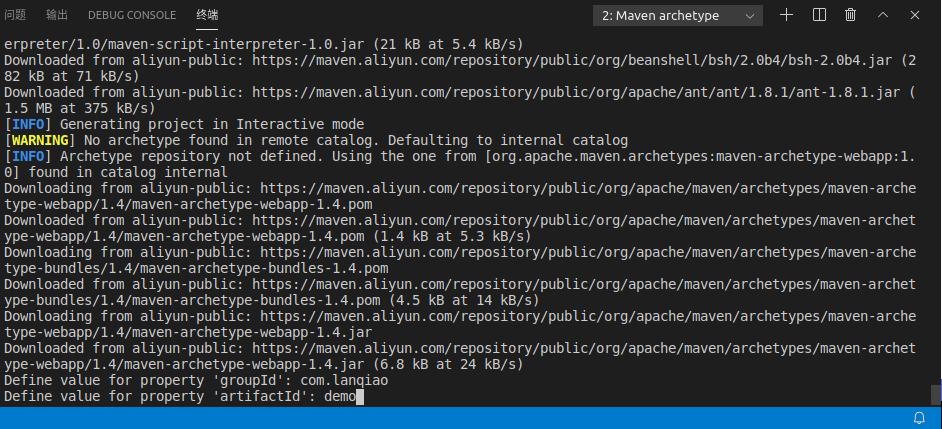 问题 输出 DEBUG CONSOLE 终端 2: Maven archetype
erpreter/1.0/maven-script-interpreter-1.0.jar (21 kB at 5.4 kB/s)
Downloaded from aliyun-public: https://maven.aliyun.com/repository/public/org/beanshell/bsh/2.0b4/bsh-2.0b4.jar (2
82 kB at 71 kB/s)
Downloaded from aliyun-public: https://maven.aliyun.com/repository/public/org/apache/ant/ant/1.8.1/ant-1.8.1.jar (
1.5 MB at 375 kB/s)
[INFO] Generating project in Interactive mode
[WARNING] No archetype found in remote catalog. Defaulting to internal catalog
[INFO] Archetype repository not defined. Using the one from [org.apache.maven.archetypes:maven-archetype-webapp:1.
0] found in catalog internal
Downloading from aliyun-public: https://maven.aliyun.com/repository/public/org/apache/maven/archetypes/maven-arche
type-webapp/1.4/maven-archetype-webapp-1.4.pom
Downloaded from aliyun-public: https://maven.aliyun.com/repository/public/org/apache/maven/archetypes/maven-archet
ype-webapp/1.4/maven-archetype-webapp-1.4.pom (1.4 kB at 5.3 kB/s)
Downloading from aliyun-public: https://maven.aliyun.com/repository/public/org/apache/maven/archetypes/maven-arche
type-bundles/1.4/maven-archetype-bundles-1.4.pom
Downloaded from aliyun-public: https://maven.aliyun.com/repository/public/org/apache/maven/archetypes/maven-archet
ype-bundles/1.4/maven-archetype-bundles-1.4.pom (4.5 kB at 14 kB/s)
Downloading from aliyun-public: https://maven.aliyun.com/repository/public/org/apache/maven/archetypes/maven-arche
type-webapp/1.4/maven-archetype-webapp-1.4.jar
Downloaded from aliyun-public: https://maven.aliyun.com/repository/public/org/apache/maven/archetypes/maven-archet
ype-webapp/1.4/maven-archetype-webapp-1.4.jar (6.8 kB at 24 kB/s)
Define value for property 'groupId': com.lanqiao
Define value for property 'artifactId': demo